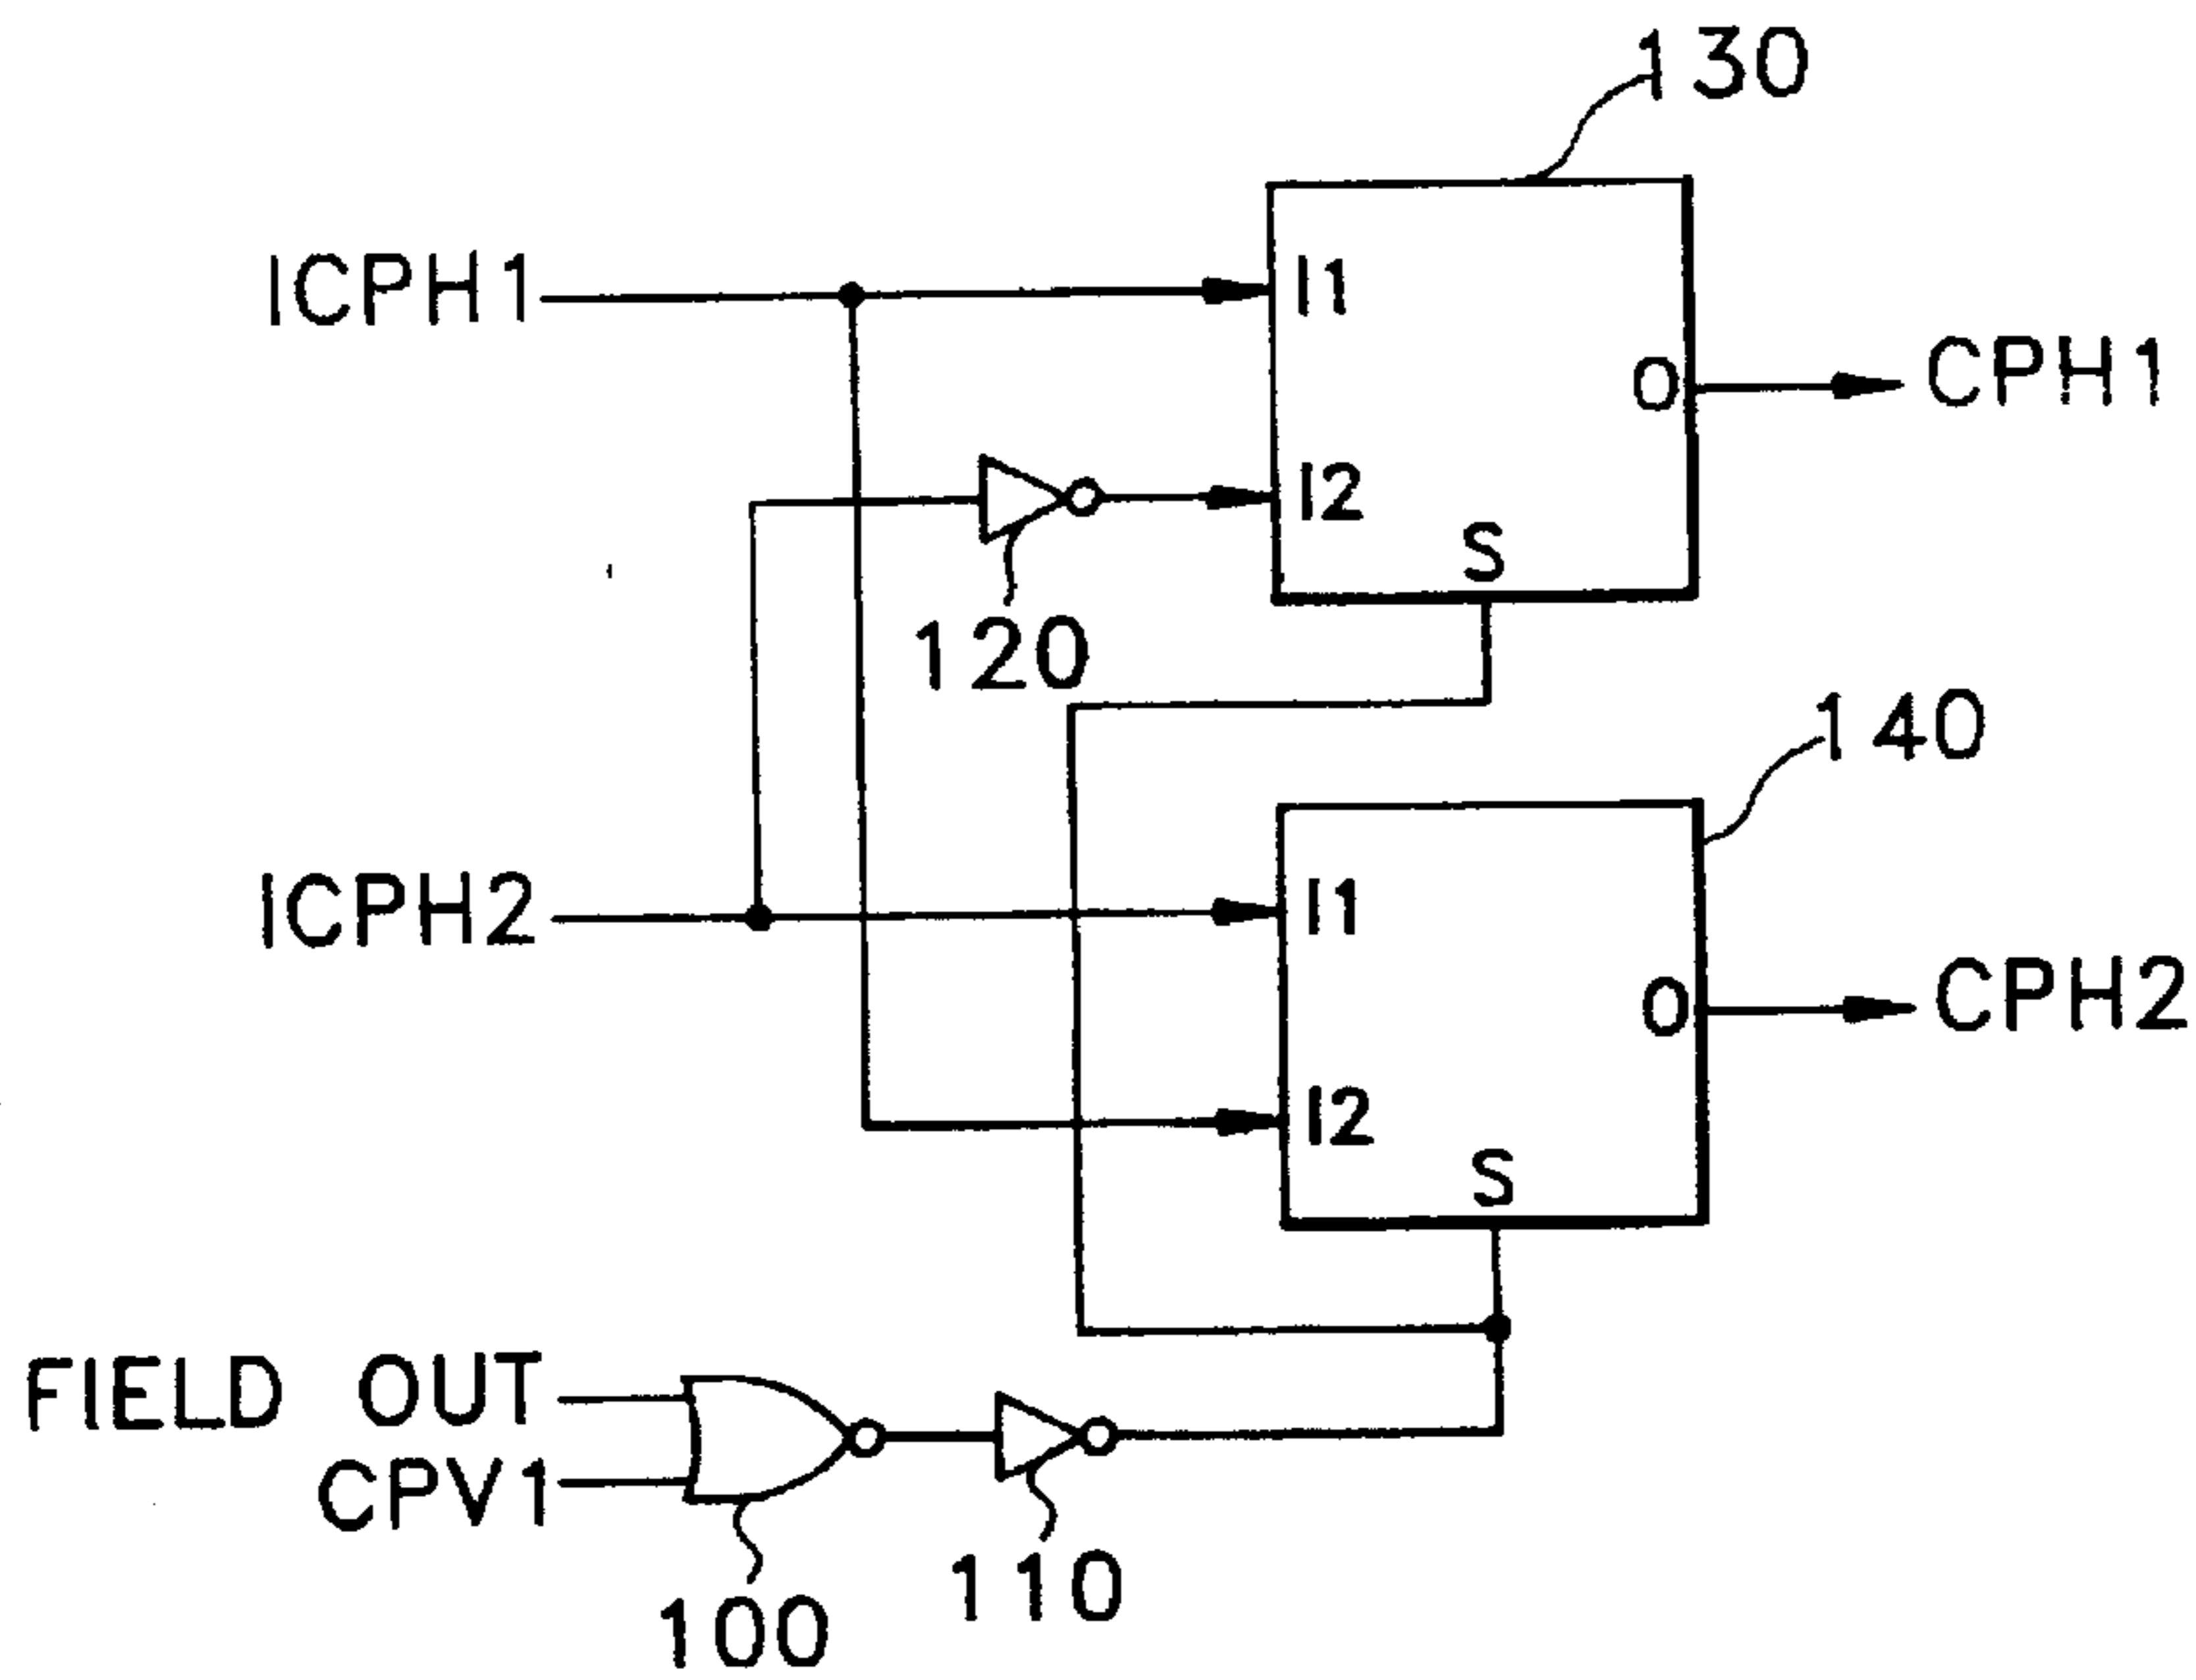 130
ICPH1
I1
O
CPH1
I2
S
120
140
ICPH2
I1
O
CPH2
I2
S
FIELD OUT
CPV1
110
100